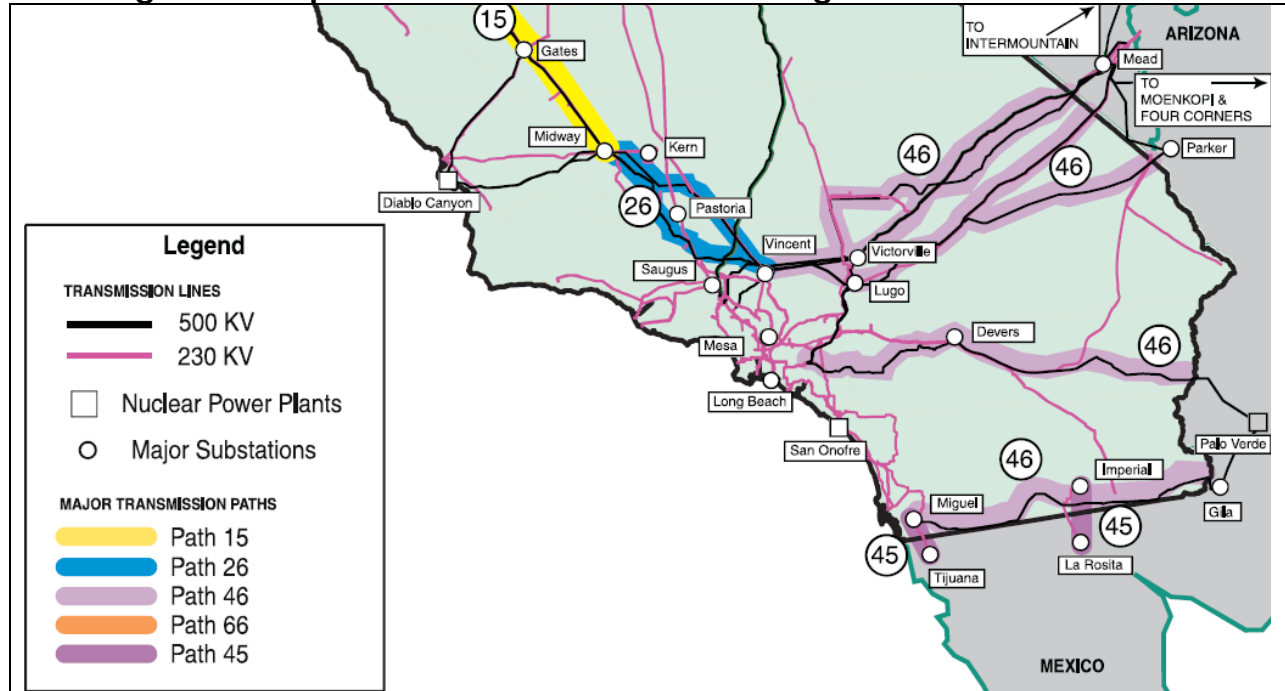 15
Gates
Midway
Kern
Diablo Canyon
26
Pastoria
Vincent
Saugus
Victorville
Lugo
Mesa
Devers
Long Beach
San Onofre
Miguel
Imperial
Tijuana
La Rosita
Gila
Palo Verde
Parker
Mead
46
46
46
46
45
45
TO
INTERMOUNTAIN
ARIZONA
TO
MOENKOPI &
FOUR CORNERS
MEXICO
Legend
TRANSMISSION LINES
500 KV
230 KV
Nuclear Power Plants
Major Substations
MAJOR TRANSMISSION PATHS
Path 15
Path 26
Path 46
Path 66
Path 45